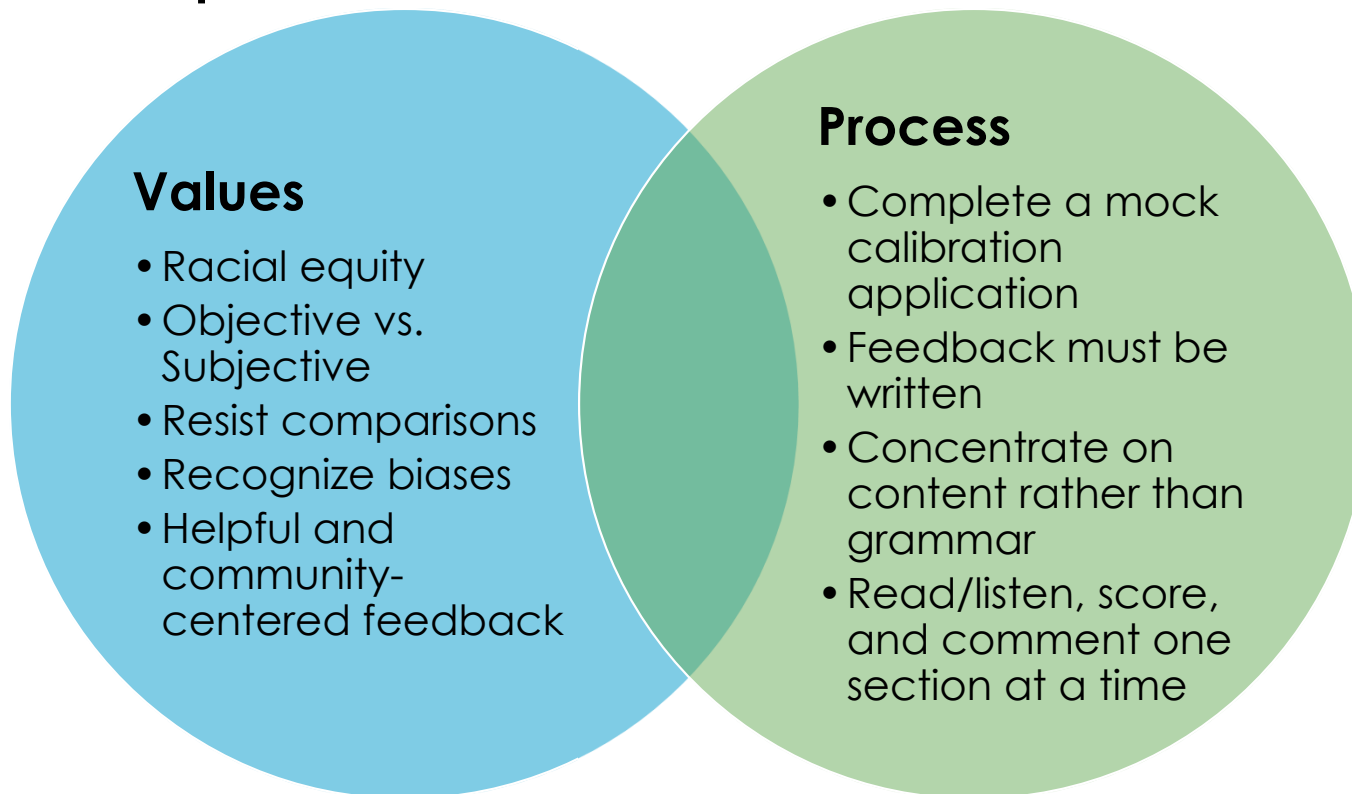 Values
• Racial equity
• Objective vs.
Subjective
• Resist comparisons
• Recognize biases
• Helpful and
community-
centered feedback
Process
• Complete a mock
calibration
application
• Feedback must be
written
• Concentrate on
content rather than
grammar
• Read/listen, score,
and comment one
section at a time